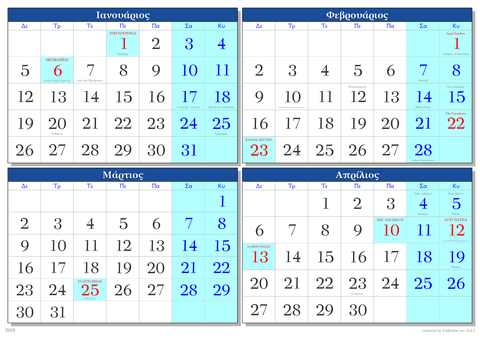 Ιανουάριος
Δε Τρ Τε Πε Πα Σα Κυ
ΠΡΩΤΟΧΡΟΝΙΑ
1 2 3 4
ΘΕΟΦΑΝΕΙΑ
5 6 7 8 9 10 11
12 13 14 15 16 17 18
19 20 21 22 23 24 25
26 27 28 29 30 31
Φεβρουάριος
Δε Τρ Τε Πε Πα Σα Κυ
1
2 3 4 5 6 7 8
9 10 11 12 13 14 15
16 17 18 19 20 21 22
ΚΑΘΑΡΑ ΔΕΥΤΕΡΑ
23 24 25 26 27 28
Μάρτιος
Δε Τρ Τε Πε Πα Σα Κυ
1
2 3 4 5 6 7 8
9 10 11 12 13 14 15
16 17 18 19 20 21 22
ΕΥΑΓΓΕΛΙΣΜΟΣ
23 24 25 26 27 28 29
30 31
Απρίλιος
Δε Τρ Τε Πε Πα Σα Κυ
1 2 3 4 5
ΜΕΓ. ΠΑΡΑΣΚΕΥΗ ΑΓΙΟ ΠΑΣΧΑ
6 7 8 9 10 11 12
ΔΕΥΤΕΡΑ ΠΑΣΧΑ
13 14 15 16 17 18 19
20 21 22 23 24 25 26
27 28 29 30